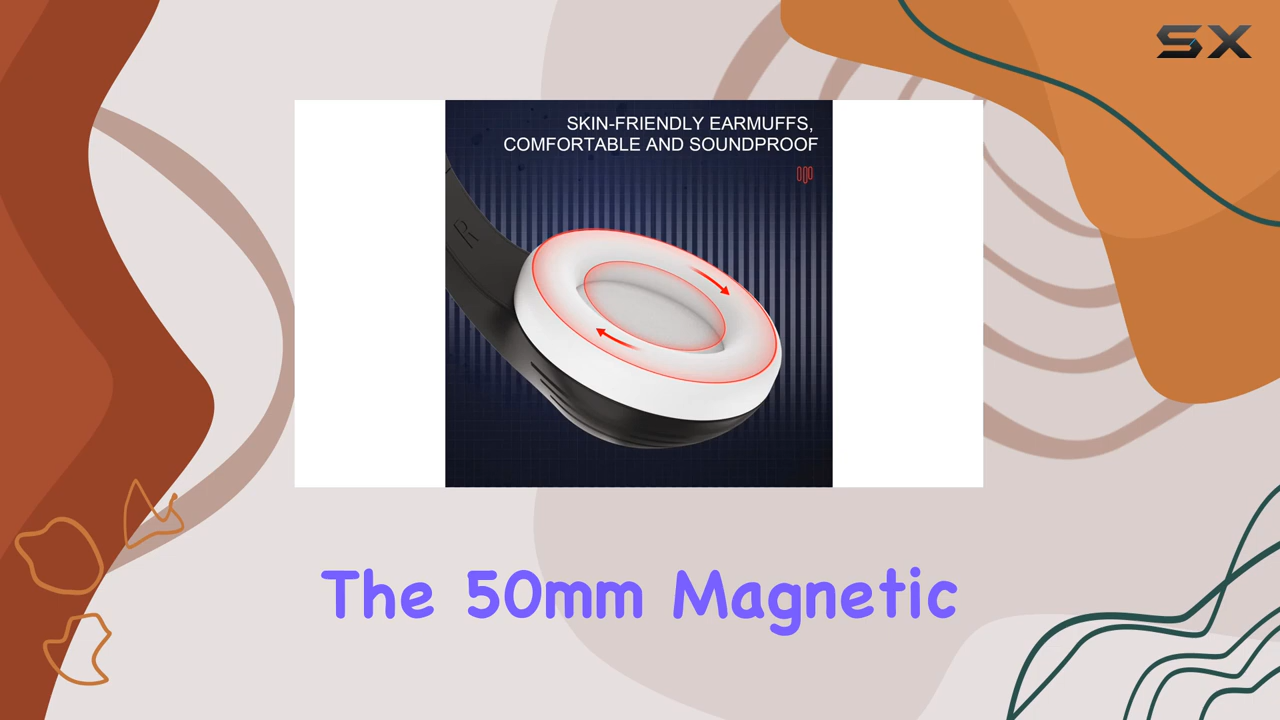 SX
SKIN-FRIENDLY EARMUFFS,
COMFORTABLE AND SOUNDPROOF
R
The 50mm Magnetic